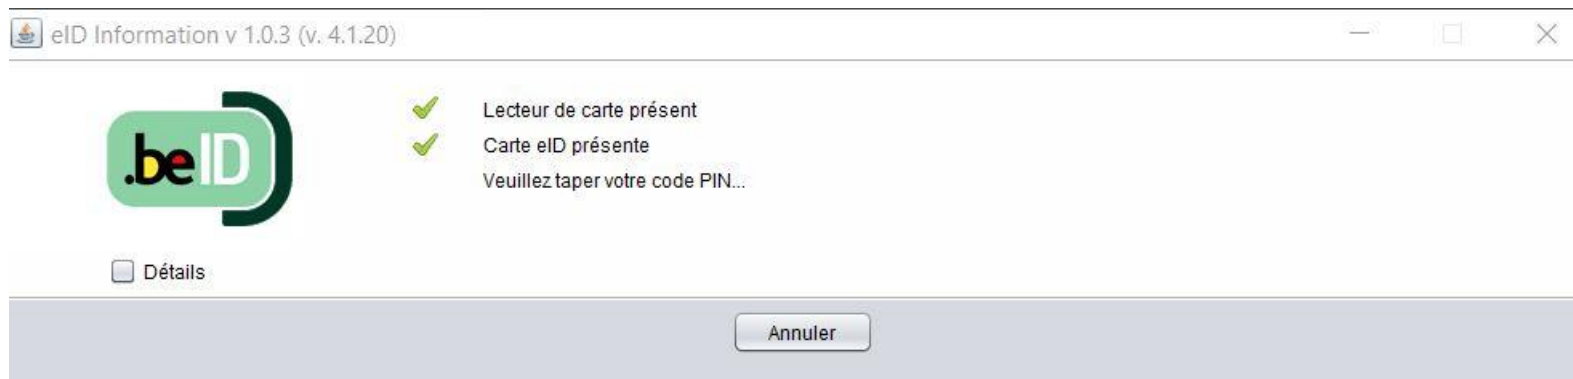 eID Information v 1.0.3 (v. 4.1.20)
.beID
Lecteur de carte présent
Carte eID présente
Veuillez taper votre code PIN...
Détails
Annuler